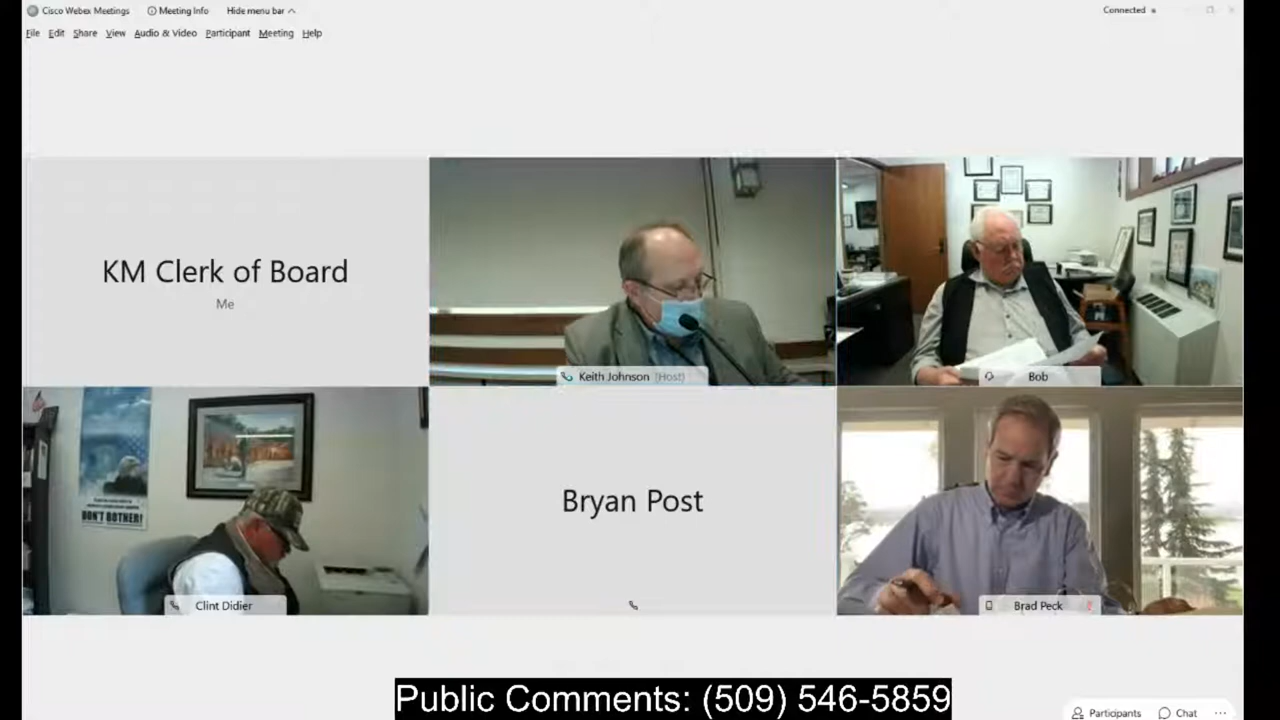 Cisco Webex Meetings Meeting Info Hide menu bar Connected
File Edit Share View Audio & Video Participant Meeting Help
KM Clerk of Board
Me
Keith Johnson (Host)
Bob
DON'T BOTHER!
Clint Didier
Bryan Post
Brad Peck
Public Comments: (509) 546-5859
Participants Chat ...